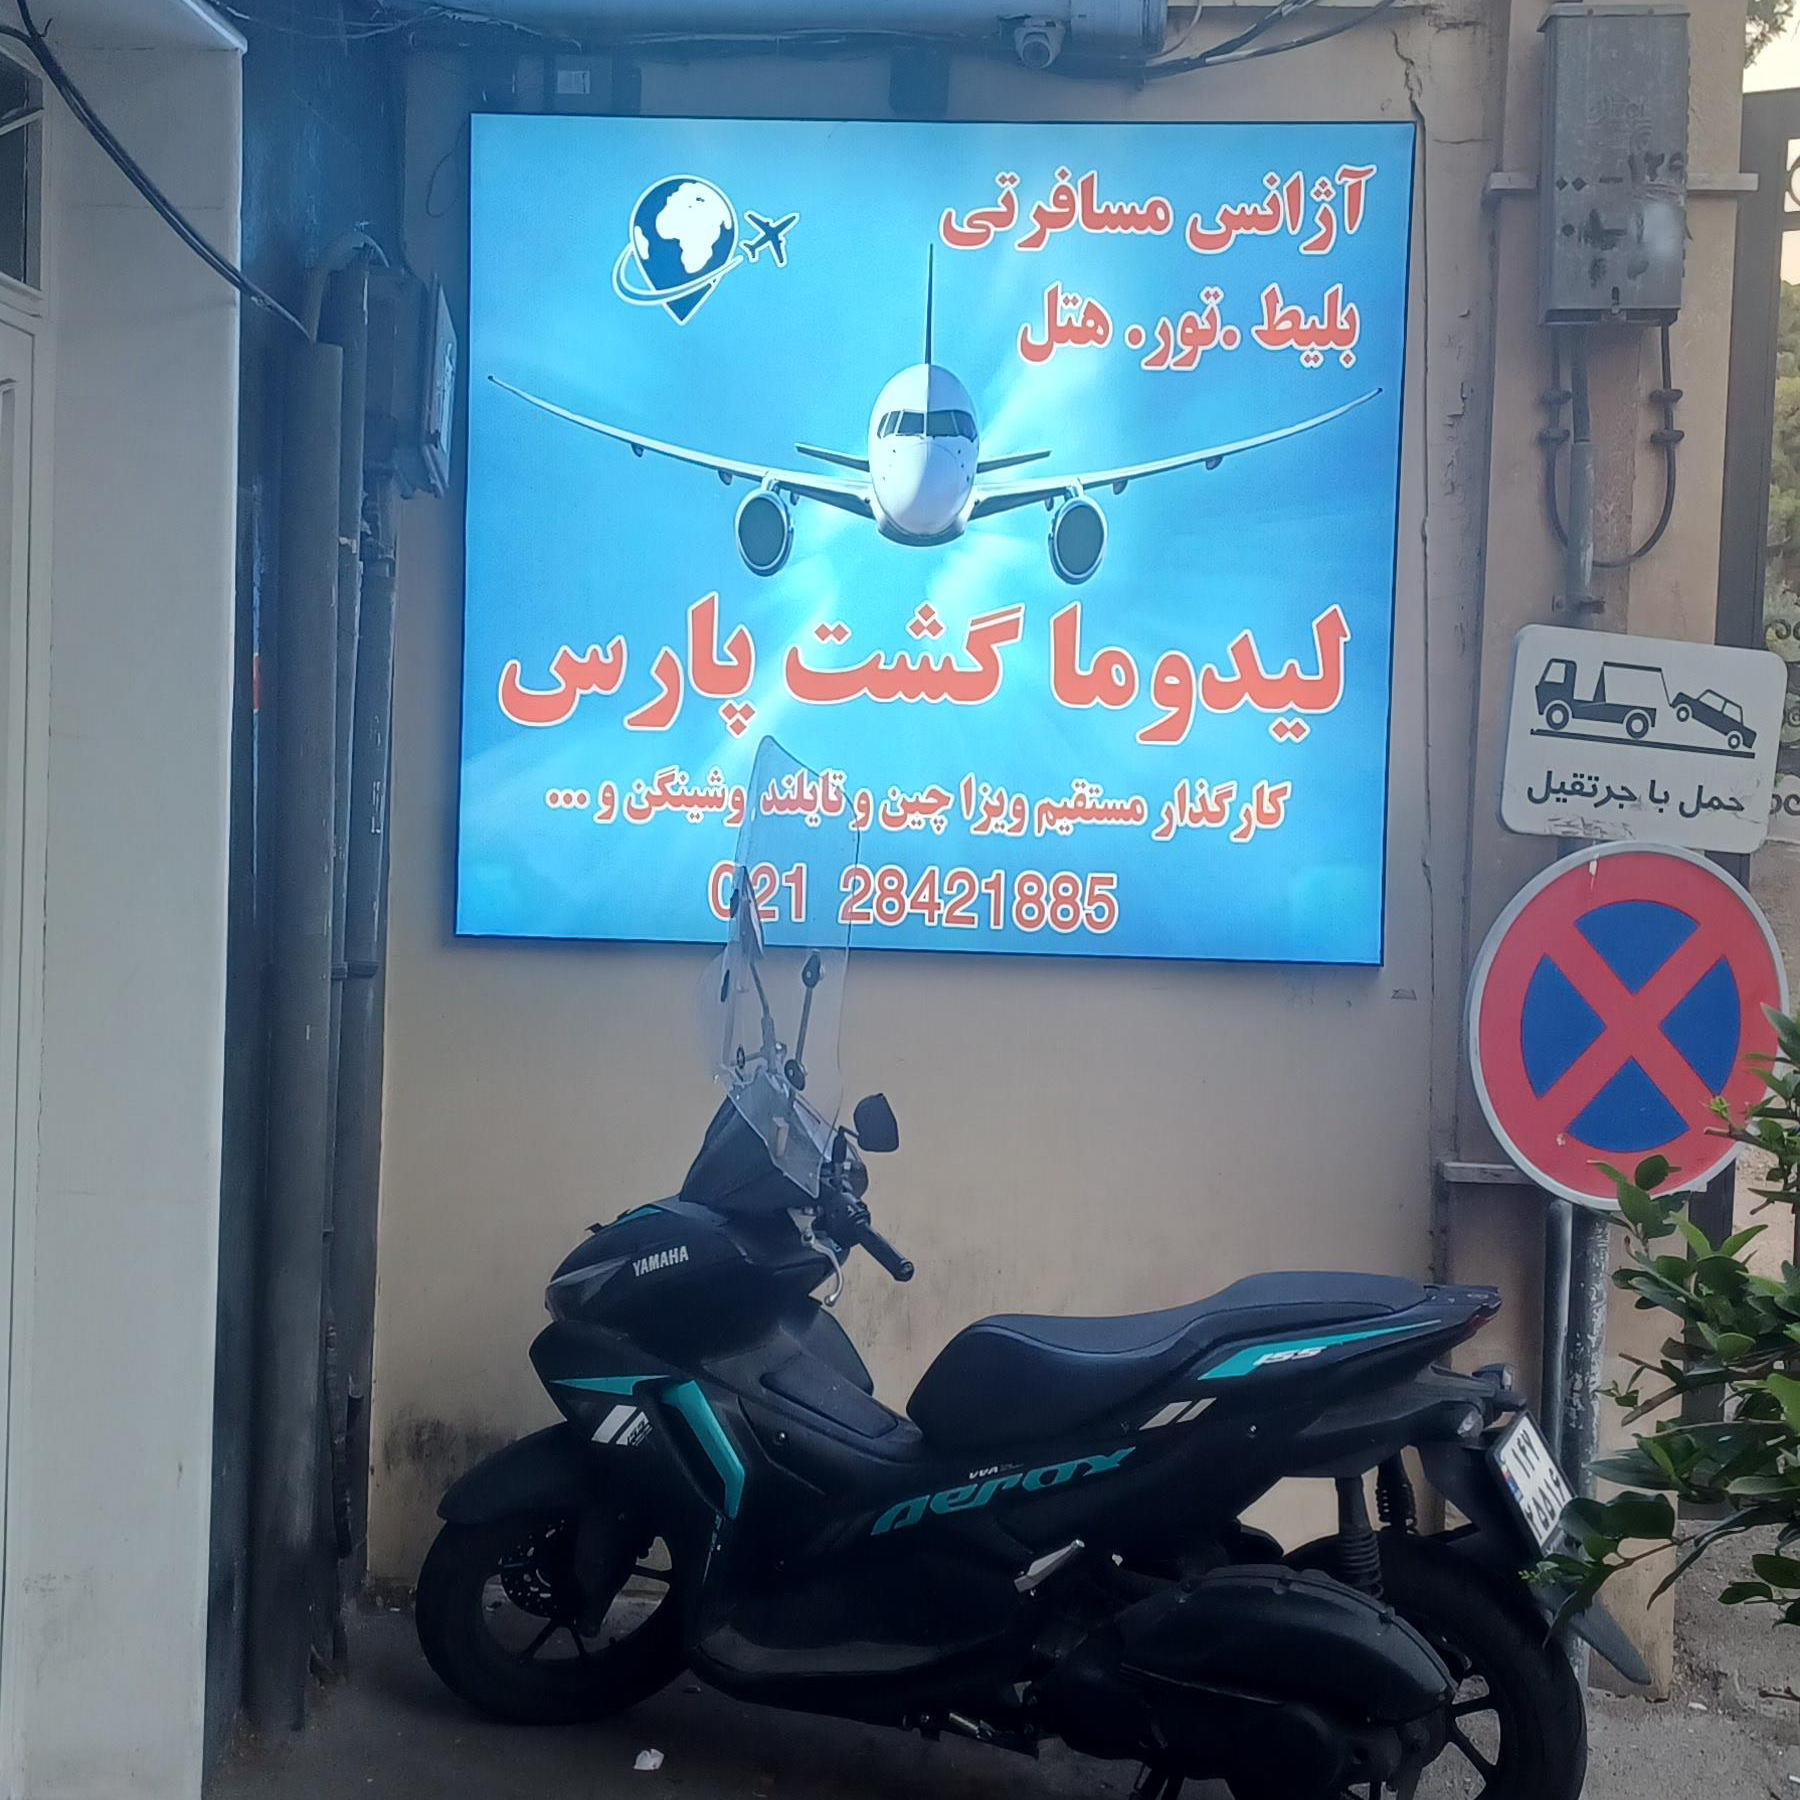 آژانس مسافرتی
بلیط .تور. هتل
لیدوما گشت پارس
کارگذار مستقیم ویزا چین و تایلند وشینگن و ...
021 28421885
حمل با جرثقیل
YAMAHA
155
VVA
aerox